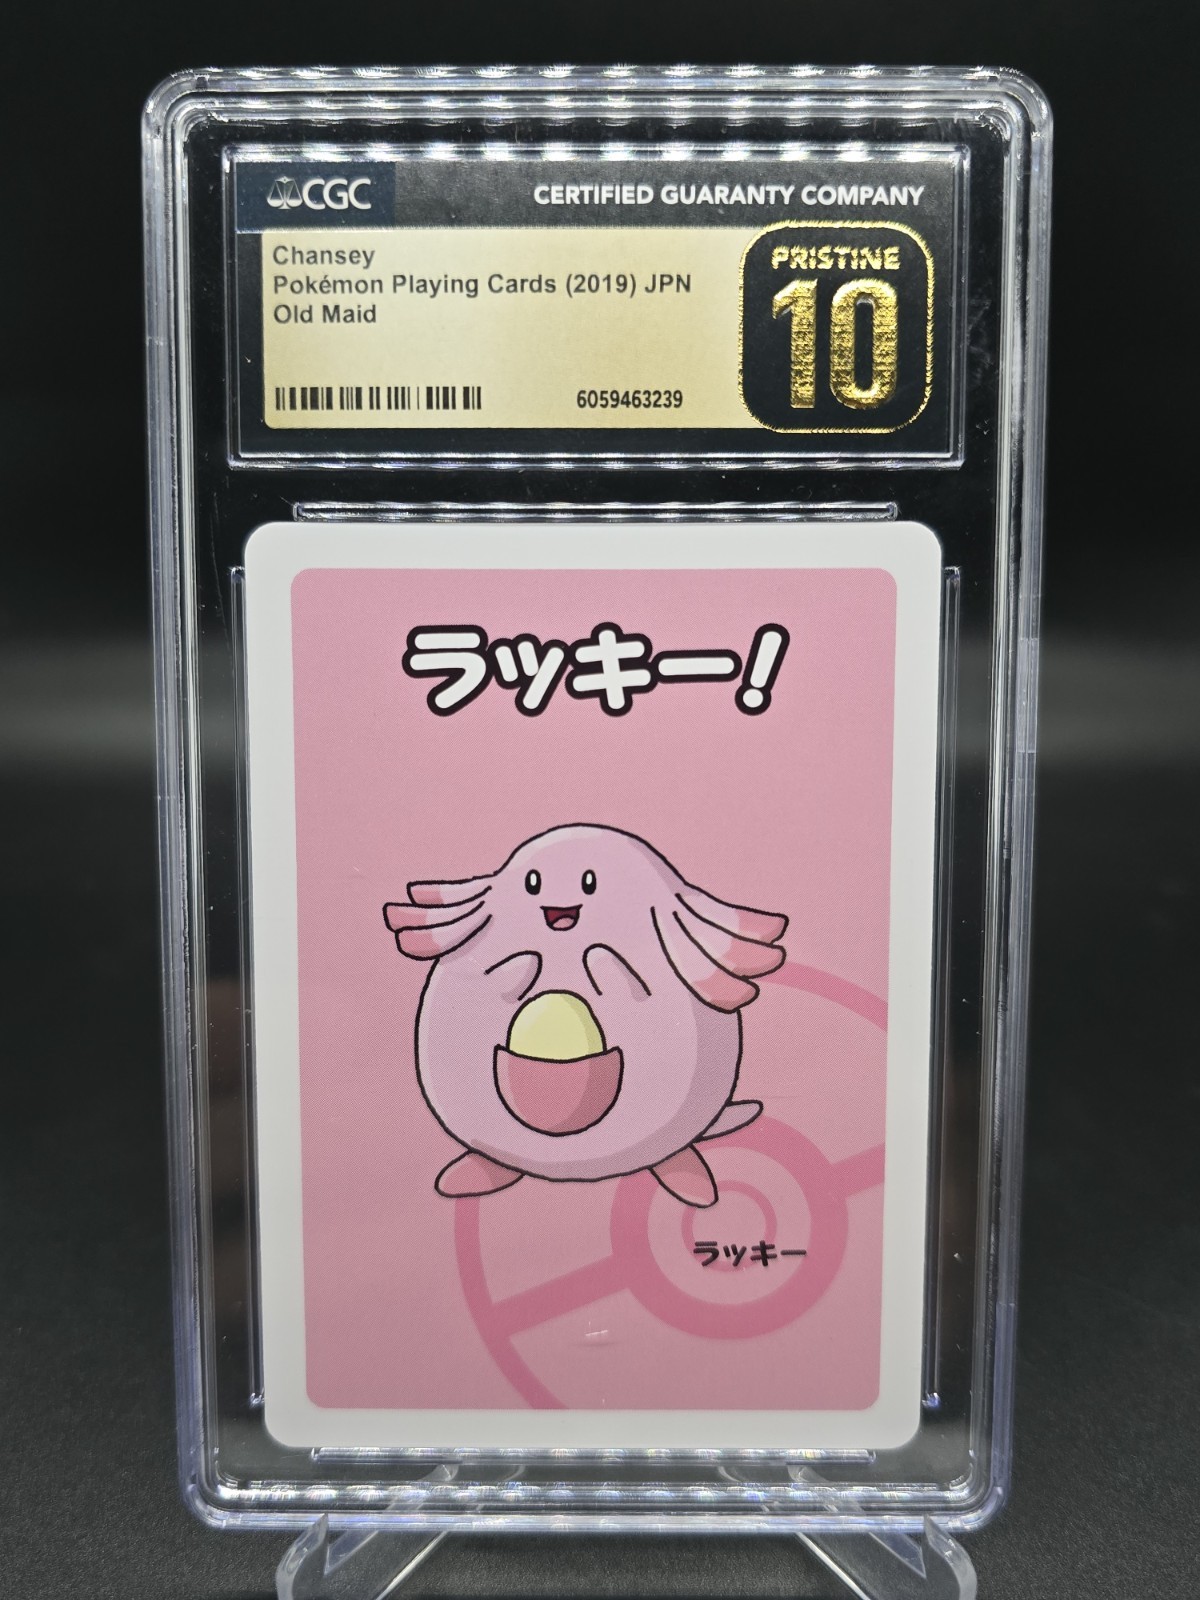 CGC
CERTIFIED GUARANTY COMPANY
Chansey
Pokémon Playing Cards (2019) JPN
Old Maid
6059463239
PRISTINE
10
ラッキー!
ラッキー